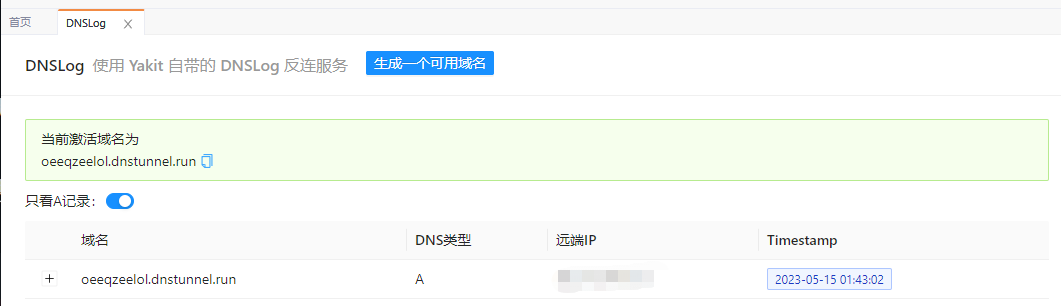 首页 DNSLog
DNSLog 使用 Yakit 自带的 DNSLog 反连服务 生成一个可用域名
当前激活域名为
oeeqzeelol.dnstunnel.run
只看A记录：
域名 DNS类型 远端IP Timestamp
oeeqzeelol.dnstunnel.run A 2023-05-15 01:43:02